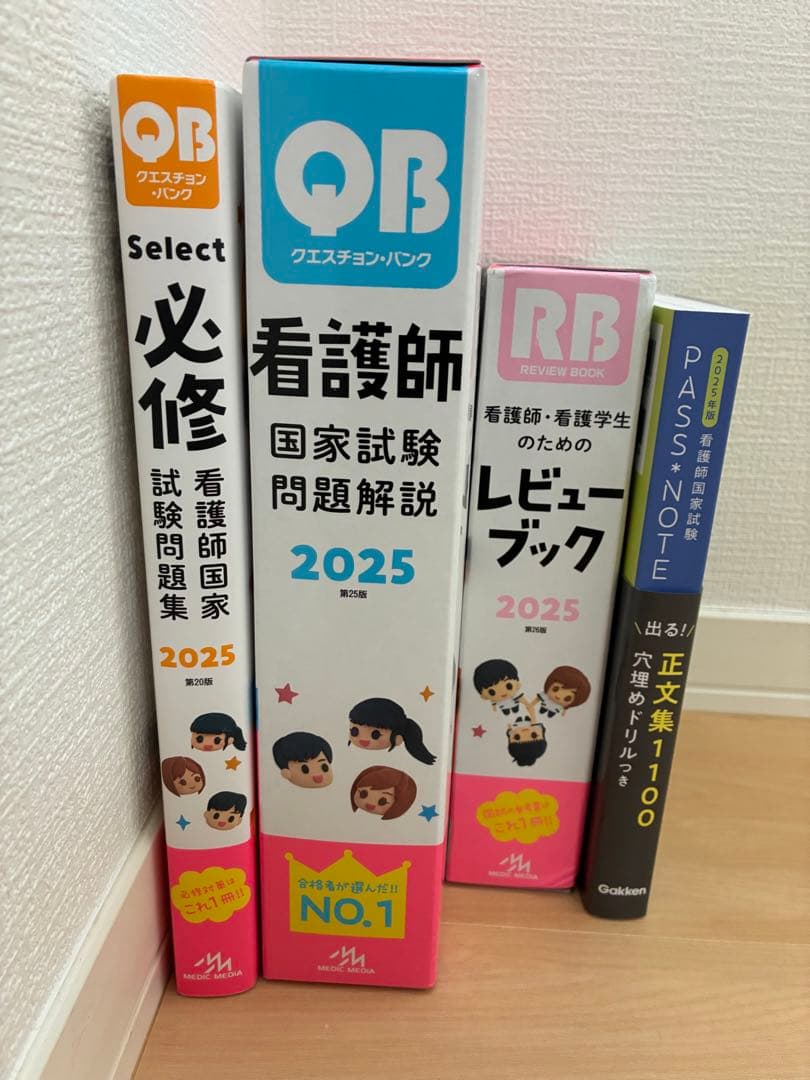 QB
クエスチョン
・バンク
Select
必修
看護師国家
試験問題集
2025
第20版
必修対策は
これ1冊!!
MEDIC MEDIA
QB
クエスチョン・バンク
看護師
国家試験
問題解説
2025
第25版
合格者が選んだ!!
NO.1
MEDIC MEDIA
RB
REVIEW BOOK
看護師・看護学生
のための
レビュー
ブック
2025
第26版
これ1冊!!
MEDIC MEDIA
2025年版
看護師国家試験
PASS*NOTE
\出る!/
正文集1100
穴埋めドリルつき
Gakken